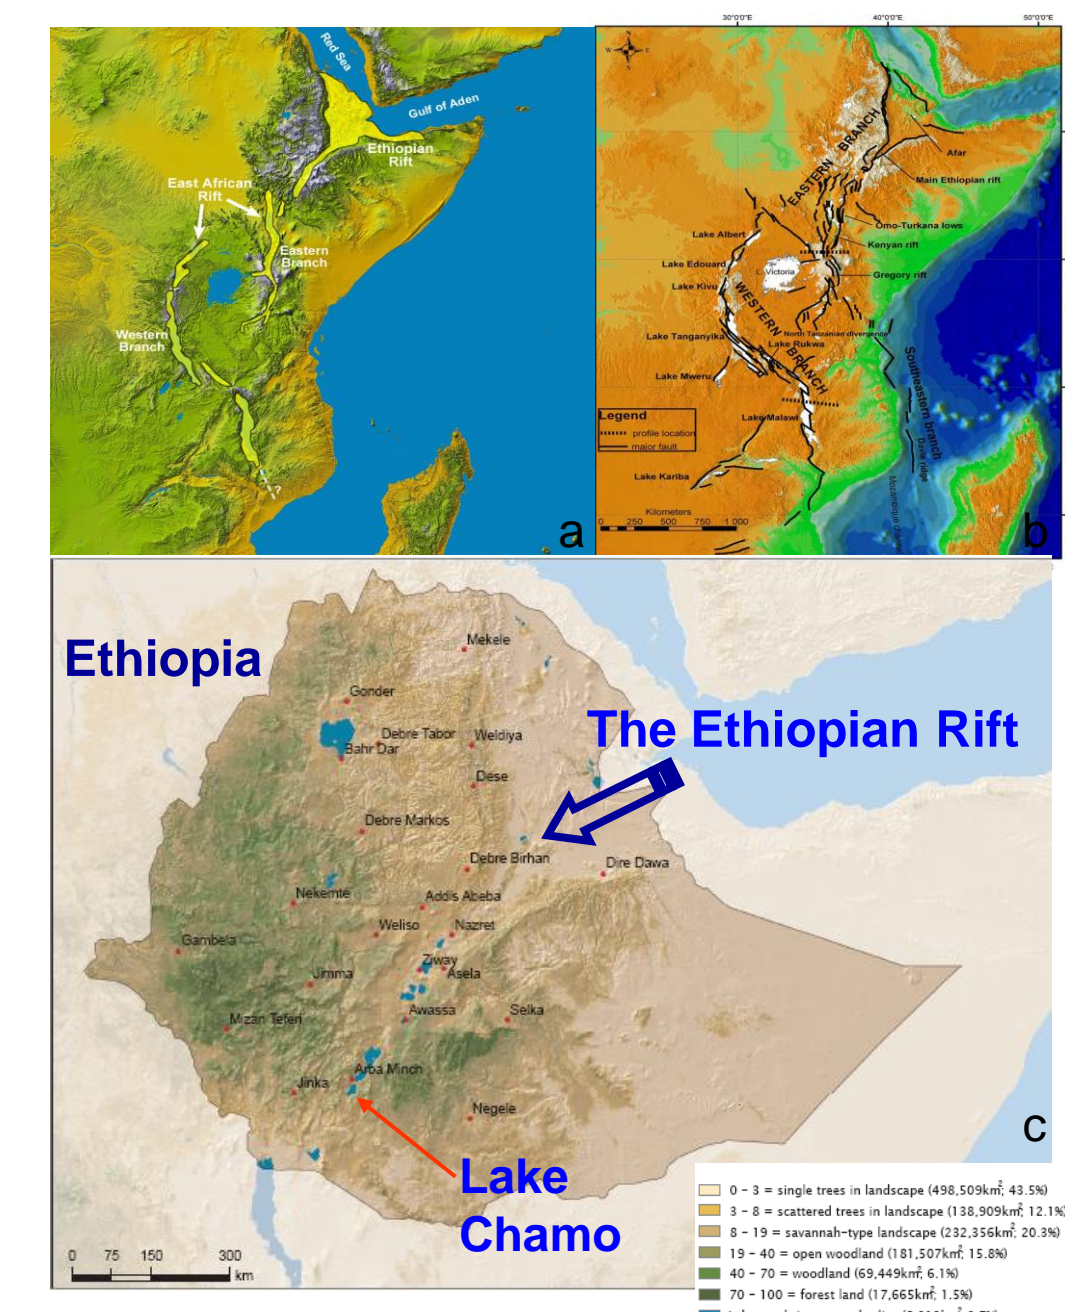 Red Sea
Gulf of Aden
Ethiopian
Rift
East African
Rift
Eastern
Branch
Western
Branch
?
a
30°0'0"E
40°0'0"E
50°0'0"E
N
W
E
S
EASTERN BRANCH
Afar
Main Ethiopian rift
Omo-Turkana lows
Lake Albert
Kenyan rift
Lake Edouard
L. Victoria
Gregory rift
Lake Kivu
WESTERN BRANCH
North Tanzanian divergence
Lake Tanganyika
Lake Rukwa
Lake Mweru
Southeastern branch
Davie ridge
Legend
profile location
major fault
Lake Malawi
Lake Kariba
Mozambique
Kilometers
0 250 500 750 1 000
b
Ethiopia
Mekele
Gonder
The Ethiopian Rift
Debre Tabor
Weldiya
Bahr Dar
Dese
Debre Markos
Debre Birhan
Dire Dawa
Nekemte
Addis Abeba
Weliso
Nazret
Gambela
Ziway
Asela
Jimma
Awassa
Selka
Mizan Teferi
Arba Minch
Jinka
Negele
c
Lake
Chamo
0 75 150 300
km
0 - 3 = single trees in landscape (498,509km²; 43.5%)
3 - 8 = scattered trees in landscape (138,909km²; 12.1%)
8 - 19 = savannah-type landscape (232,356km²; 20.3%)
19 - 40 = open woodland (181,507km²; 15.8%)
40 - 70 = woodland (69,449km²; 6.1%)
70 - 100 = forest land (17,665km²; 1.5%)